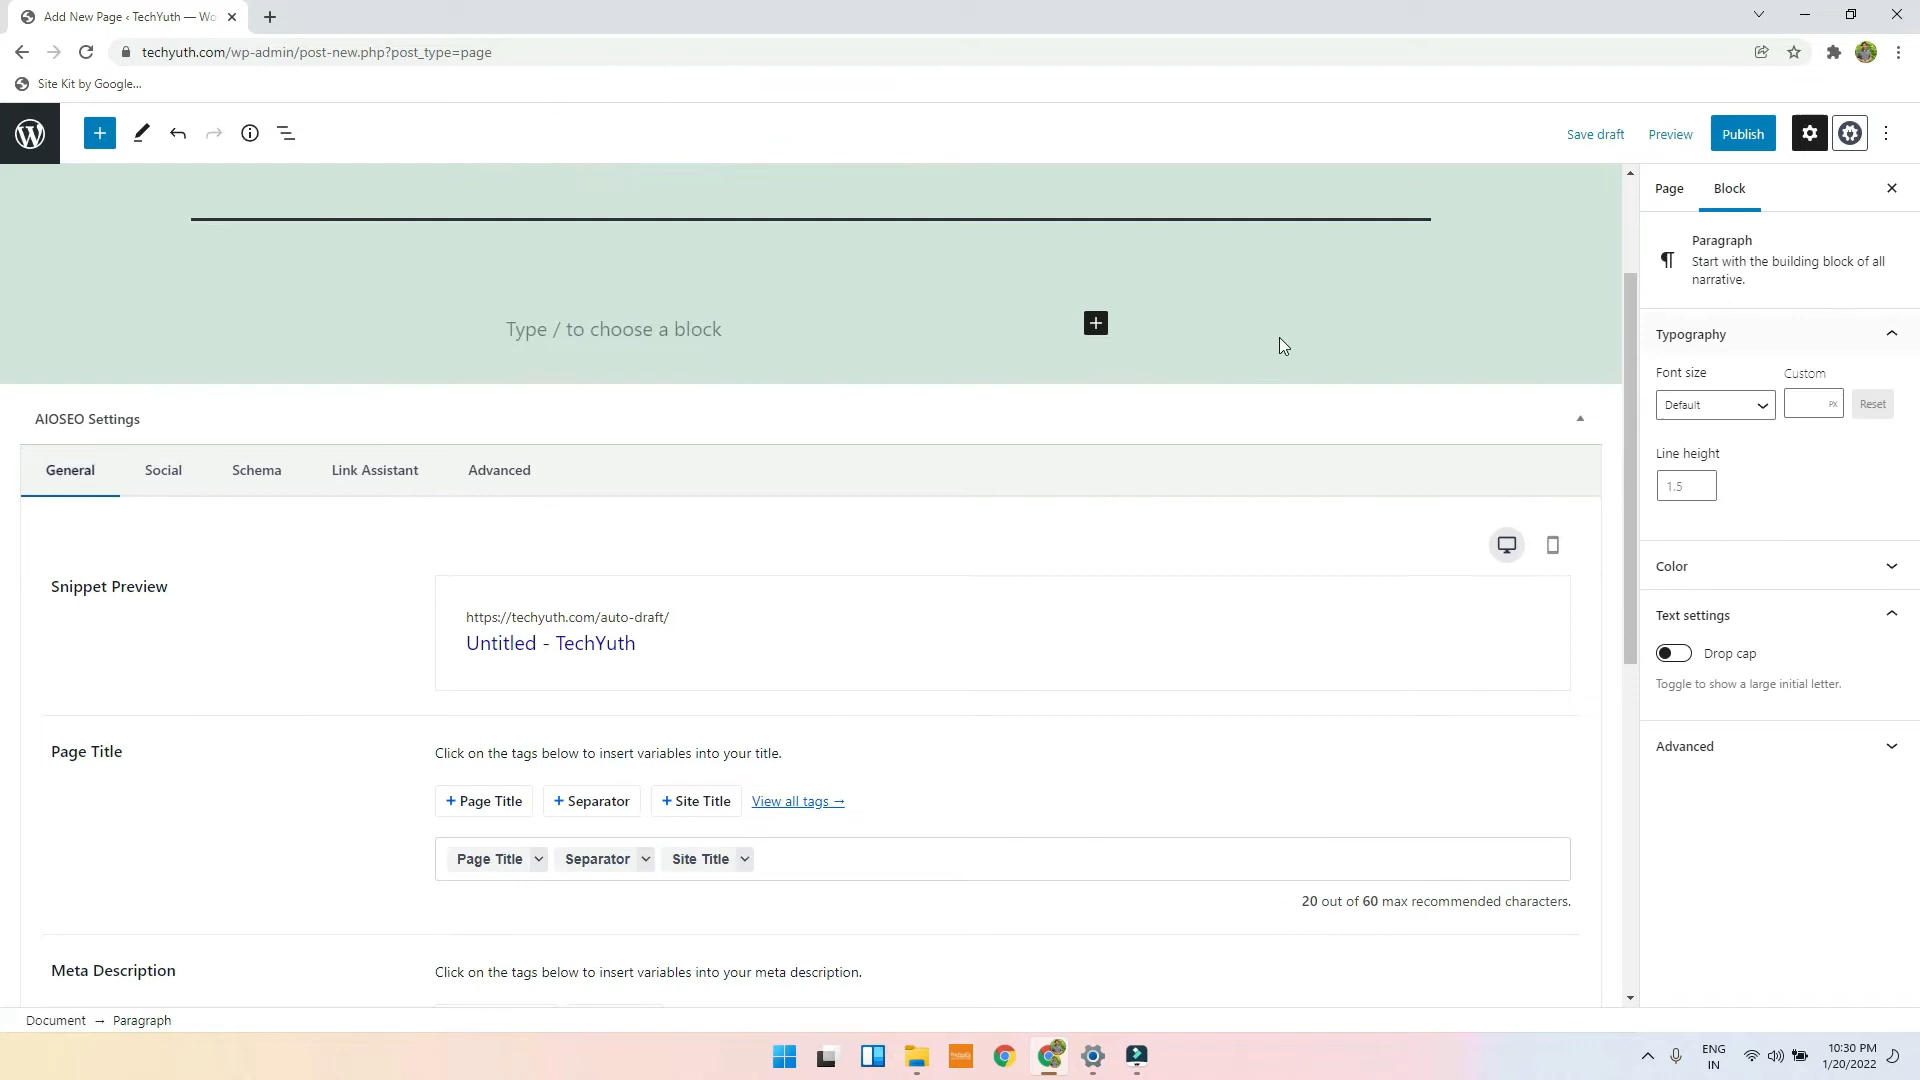 Add New Page ‹ TechYuth — Wo
techyuth.com/wp-admin/post-new.php?post_type=page
Site Kit by Google...
Save draft
Preview
Publish
Page
Block
Paragraph
Start with the building block of all
narrative.
Type / to choose a block
Typography
Font size
Custom
Default
PX
Reset
Line height
1.5
AIOSEO Settings
General
Social
Schema
Link Assistant
Advanced
Color
Text settings
Drop cap
Toggle to show a large initial letter.
Advanced
Snippet Preview
https://techyuth.com/auto-draft/
Untitled - TechYuth
Page Title
Click on the tags below to insert variables into your title.
+ Page Title
+ Separator
+ Site Title
View all tags →
Page Title
Separator
Site Title
20 out of 60 max recommended characters.
Meta Description
Click on the tags below to insert variables into your meta description.
Document → Paragraph
ENG
IN
10:30 PM
1/20/2022